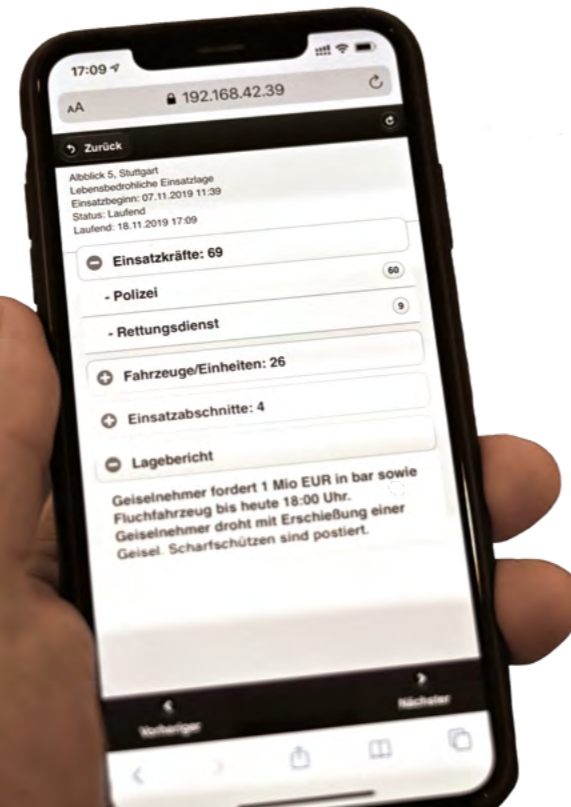 17:09
AA 192.168.42.39
Zurück
Albblick 5, Stuttgart
Lebensbedrohliche Einsatzlage
Einsatzbeginn: 07.11.2019 11:39
Status: Laufend
Laufend: 18.11.2019 17:09
Einsatzkräfte: 69
- Polizei 60
- Rettungsdienst 9
Fahrzeuge/Einheiten: 26
Einsatzabschnitte: 4
Lagebericht
Geiselnehmer fordert 1 Mio EUR in bar sowie
Fluchtfahrzeug bis heute 18:00 Uhr.
Geiselnehmer droht mit Erschießung einer
Geisel. Scharfschützen sind postiert.
Vorheriger Nächster